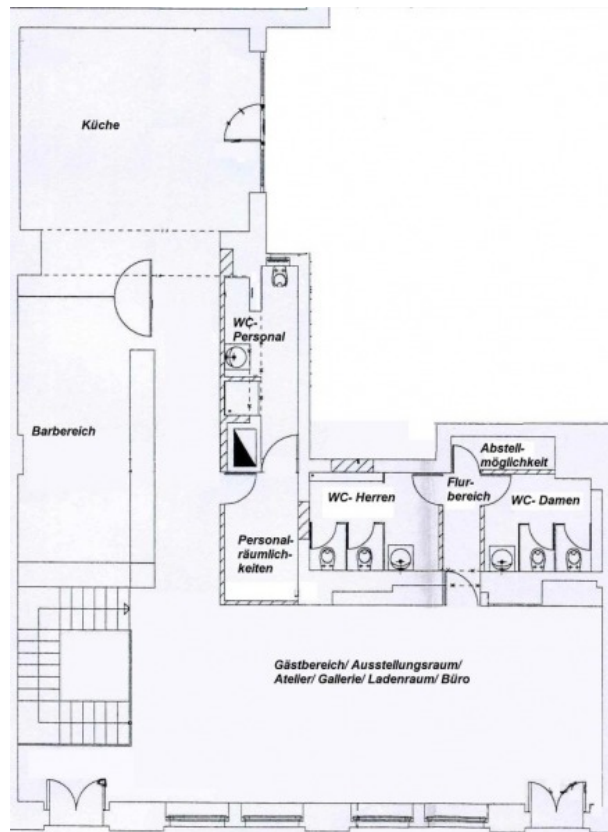 Küche
WC-
Personal
Barbereich
Abstell-
möglichkeit
WC- Herren
Flur-
bereich
WC- Damen
Personal-
räumlich-
keiten
Gästbereich/ Ausstellungsraum/
Atelier/ Gallerie/ Ladenraum/ Büro